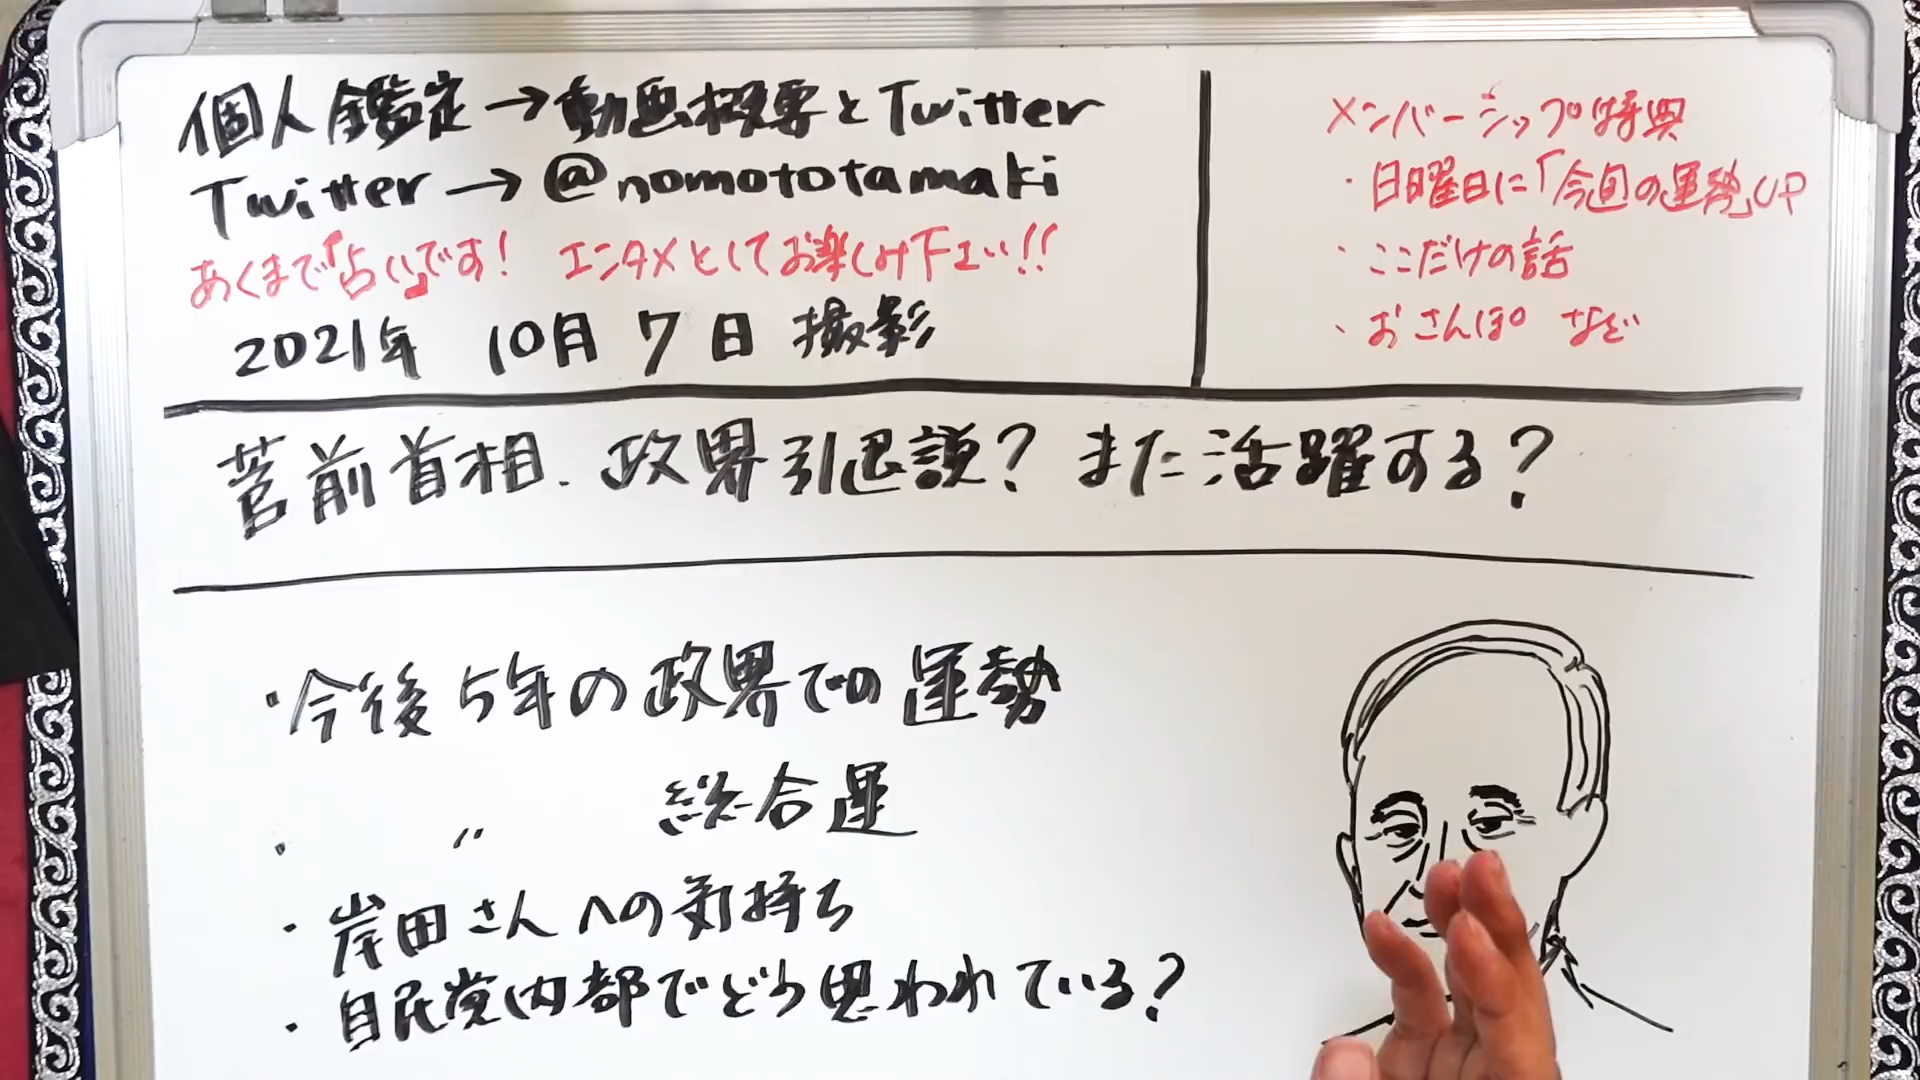 個人鑑定→動画概要とTwitter
Twitter→@nomototamaki
あくまで「占い」です! エンタメとしてお楽しみ下さい!!
2021年 10月 7日 撮影
メンバーシップ特典
・日曜日に「今週の運勢」UP
・ここだけの話
・おさんぽ など
菅前首相、政界引退説? また活躍する?
・今後5年の政界での運勢
・ 〃 総合運
・岸田さんへの気持ち
・自民党内部でどう思われている?